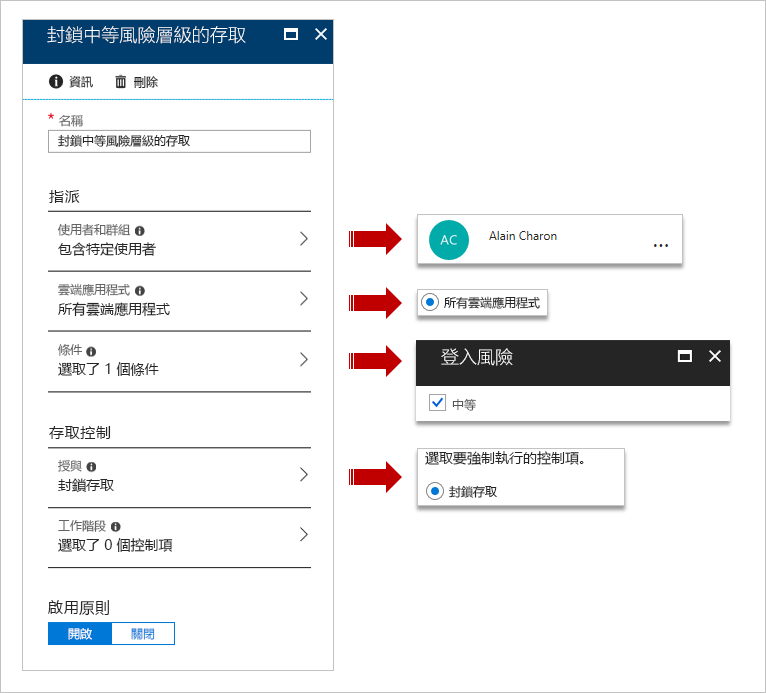 封鎖中等風險層級的存取
資訊 刪除
* 名稱
封鎖中等風險層級的存取
指派
使用者和群組
包含特定使用者
雲端應用程式
所有雲端應用程式
條件
選取了 1 個條件
存取控制
授與
封鎖存取
工作階段
選取了 0 個控制項
啟用原則
開啟 關閉
AC Alain Charon ...
所有雲端應用程式
登入風險
中等
選取要強制執行的控制項。
封鎖存取